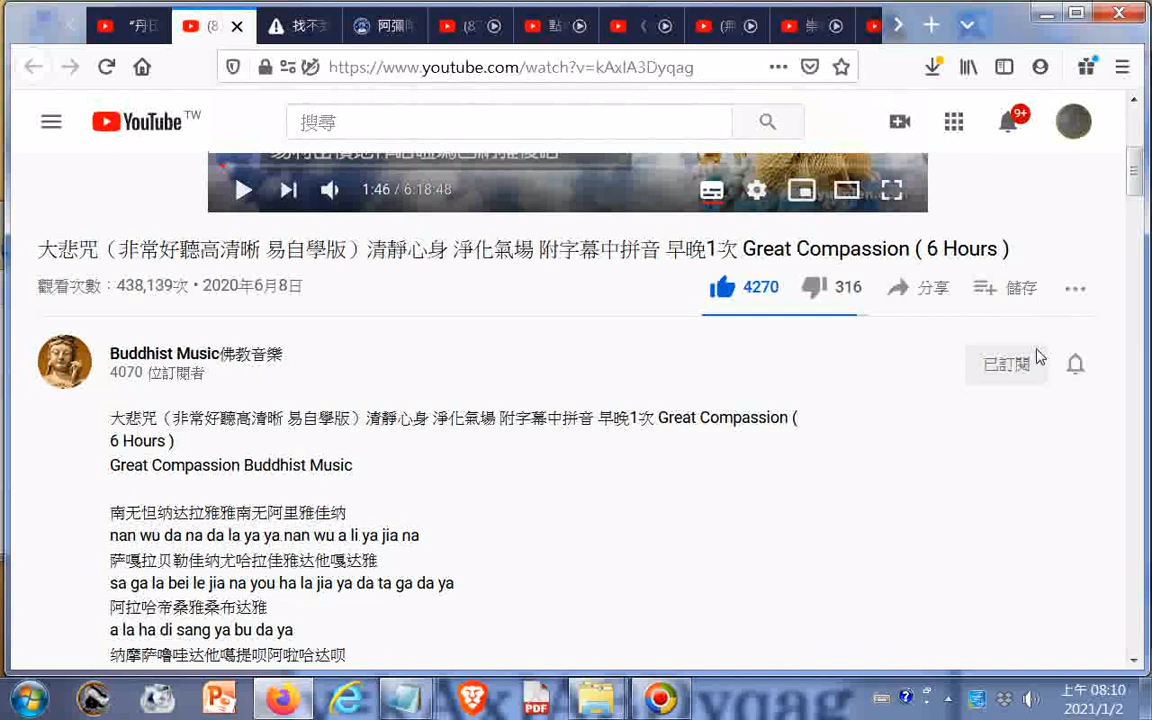 "丹
(8
找不
阿彌
(8
點
《
(無
崇
https://www.youtube.com/watch?v=kAxIA3Dyqag
YouTube TW
搜尋
9+
1:46 / 6:18:48
大悲咒（非常好聽高清晰 易自學版）清靜心身 淨化氣場 附字幕中拼音 早晚1次 Great Compassion ( 6 Hours )
觀看次數：438,139次 • 2020年6月8日
4270
316
分享
儲存
Buddhist Music佛教音樂
4070 位訂閱者
已訂閱
大悲咒（非常好聽高清晰 易自學版）清靜心身 淨化氣場 附字幕中拼音 早晚1次 Great Compassion (
6 Hours )
Great Compassion Buddhist Music
南无怛纳达拉雅雅南无阿里雅佳纳
nan wu da na da la ya ya nan wu a li ya jia na
萨嘎拉贝勒佳纳尤哈拉佳雅达他嘎达雅
sa ga la bei le jia na you ha la jia ya da ta ga da ya
阿拉哈帝桑雅桑布达雅
a la ha di sang ya bu da ya
纳摩萨噜哇达他噶提呗阿啦哈达呗
PDF
yqag
上午 08:10
2021/1/2